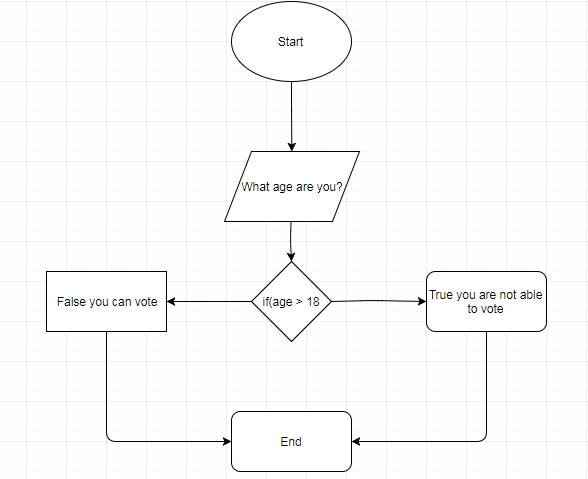 Start
What age are you?
if(age > 18
False you can vote
True you are not able
to vote
End